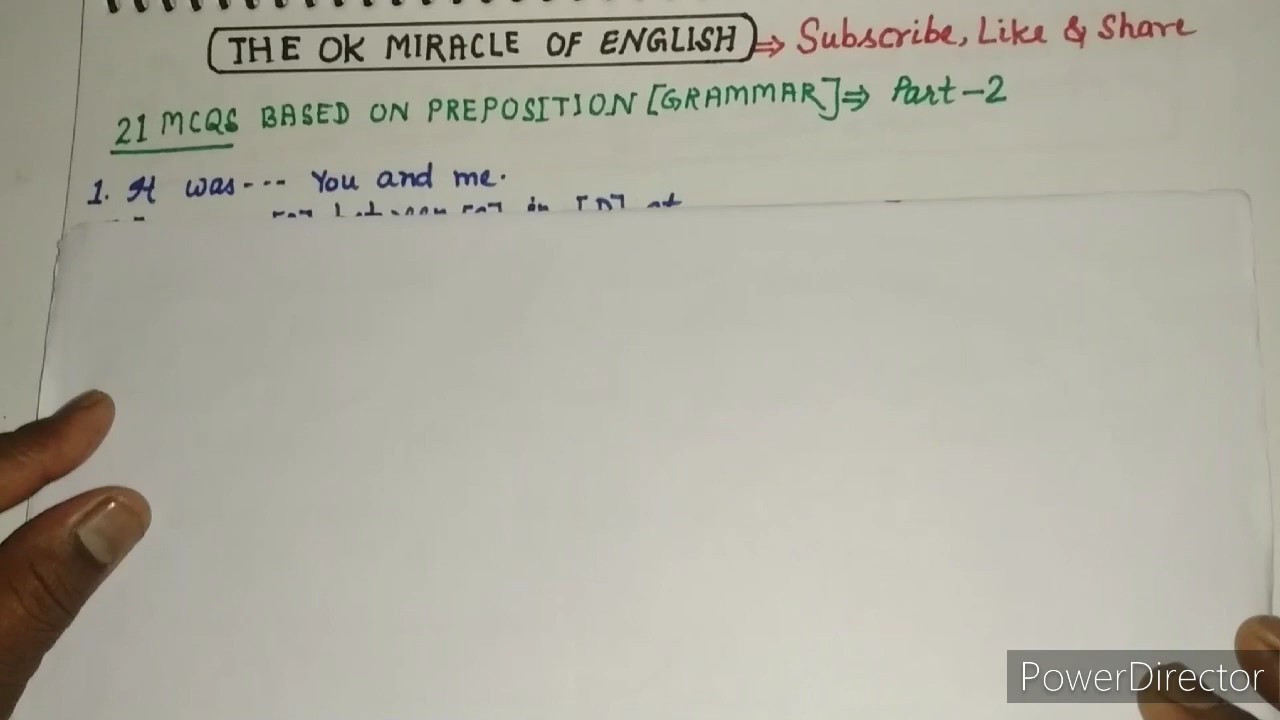 THE OK MIRACLE OF ENGLISH ⇒ Subscribe, Like & Share
21 MCQS BASED ON PREPOSITION [GRAMMAR] ⇒ Part-2
1. It was--- You and me.
PowerDirector